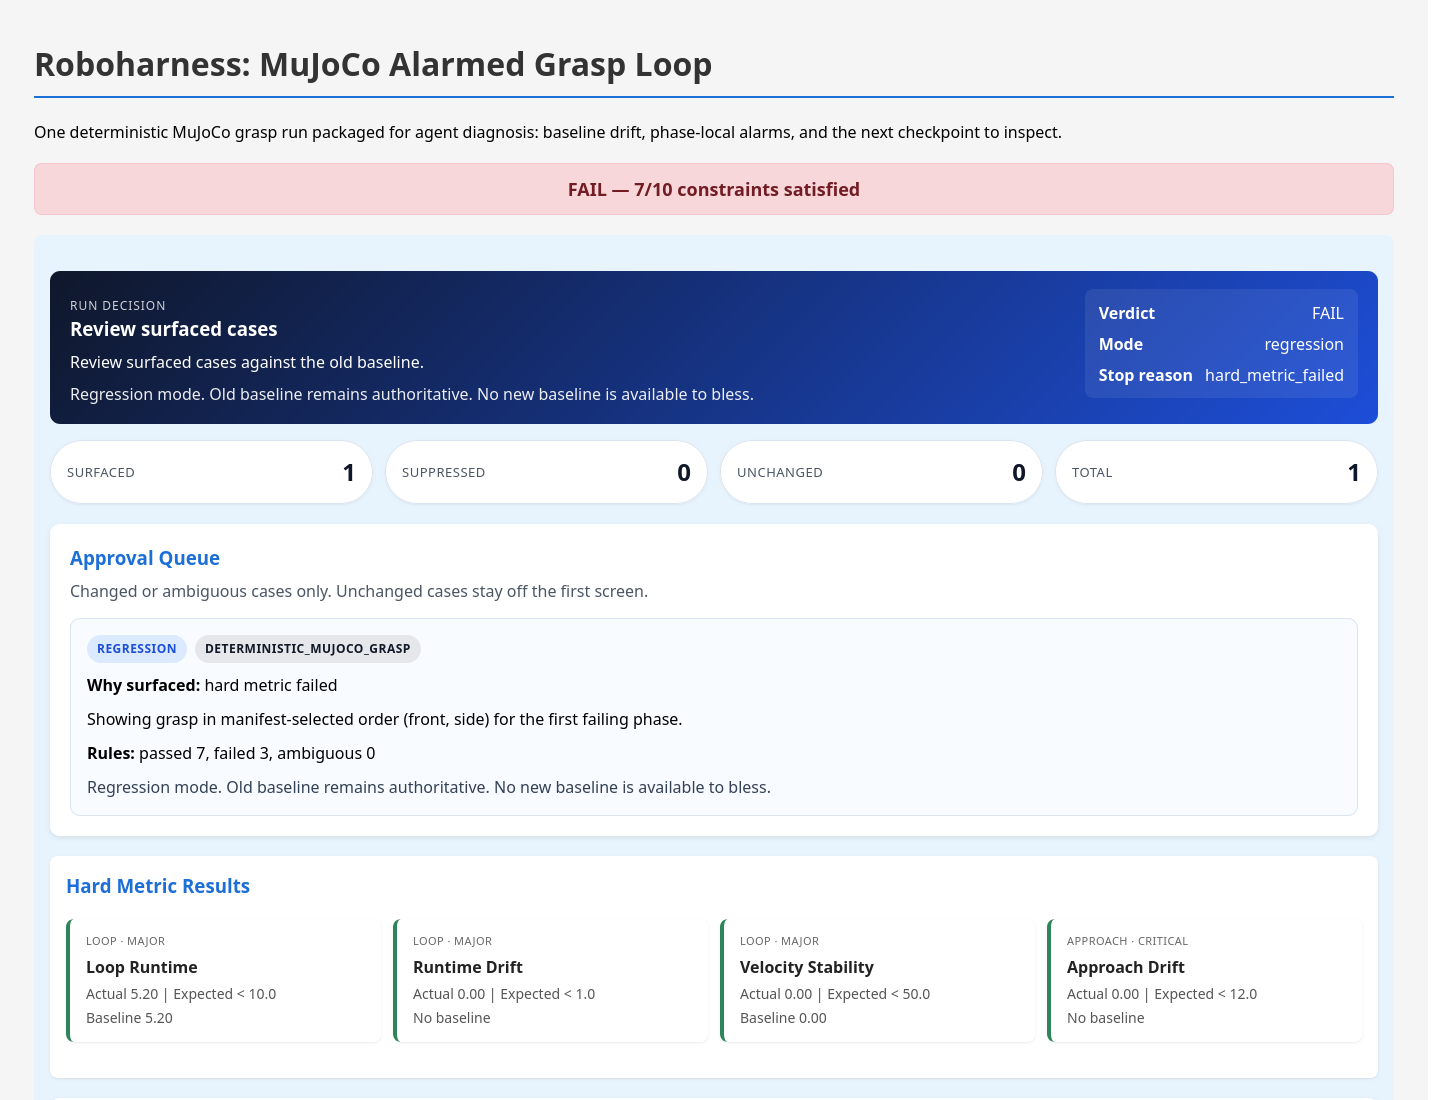 Roboharness: MuJoCo Alarmed Grasp Loop
One deterministic MuJoCo grasp run packaged for agent diagnosis: baseline drift, phase-local alarms, and the next checkpoint to inspect.
FAIL — 7/10 constraints satisfied
RUN DECISION
Review surfaced cases
Review surfaced cases against the old baseline.
Regression mode. Old baseline remains authoritative. No new baseline is available to bless.
Verdict FAIL
Mode regression
Stop reason hard_metric_failed
SURFACED 1
SUPPRESSED 0
UNCHANGED 0
TOTAL 1
Approval Queue
Changed or ambiguous cases only. Unchanged cases stay off the first screen.
REGRESSION DETERMINISTIC_MUJOCO_GRASP
Why surfaced: hard metric failed
Showing grasp in manifest-selected order (front, side) for the first failing phase.
Rules: passed 7, failed 3, ambiguous 0
Regression mode. Old baseline remains authoritative. No new baseline is available to bless.
Hard Metric Results
LOOP · MAJOR
Loop Runtime
Actual 5.20 | Expected < 10.0
Baseline 5.20
LOOP · MAJOR
Runtime Drift
Actual 0.00 | Expected < 1.0
No baseline
LOOP · MAJOR
Velocity Stability
Actual 0.00 | Expected < 50.0
Baseline 0.00
APPROACH · CRITICAL
Approach Drift
Actual 0.00 | Expected < 12.0
No baseline